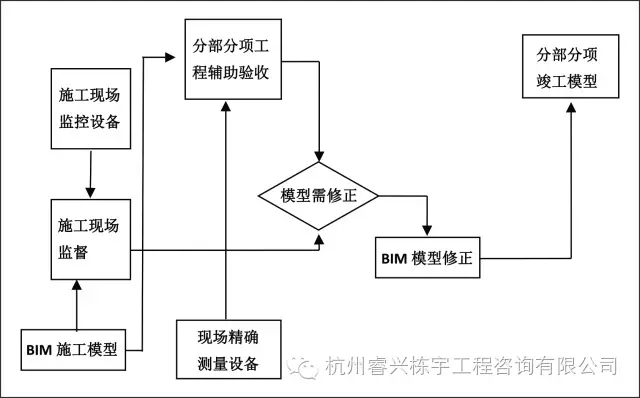 分部分项工
程辅助验收
分部分项
竣工模型
施工现场
监控设备
模型需修正
施工现场
监督
BIM 模型修正
BIM 施工模型
现场精确
测量设备
杭州睿兴栋宇工程咨询有限公司